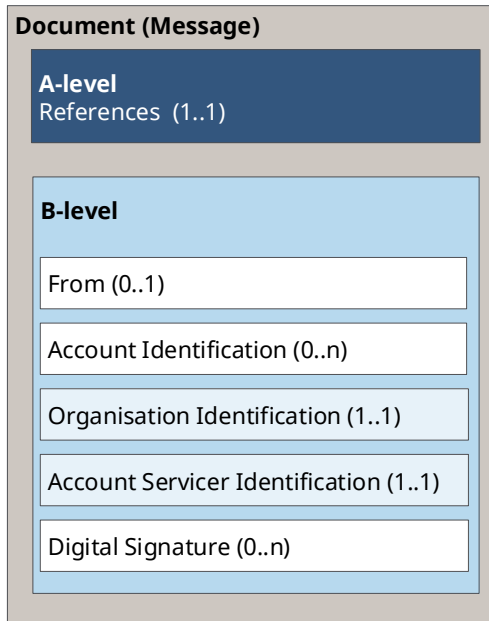 Document (Message)
A-level
References (1..1)
B-level
From (0..1)
Account Identification (0..n)
Organisation Identification (1..1)
Account Servicer Identification (1..1)
Digital Signature (0..n)